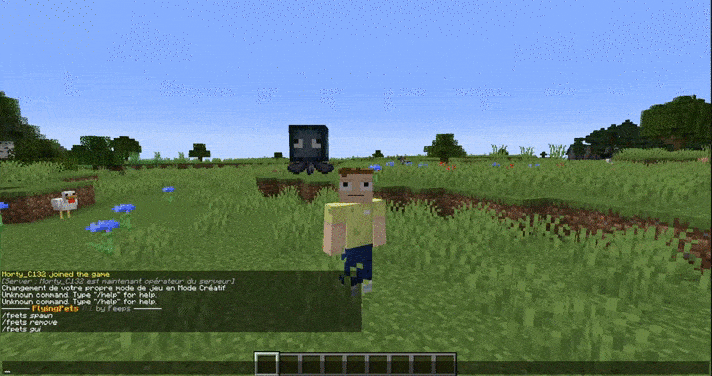 Morty_C132 joined the game
[Server : Morty_C132 est maintenant opérateur du serveur]
Changement de votre propre mode de jeu en Mode Créatif
Unknown command. Type "/help" for help.
Unknown command. Type "/help" for help.
FlyingPets by Feeps
/fpets spawn
/fpets remove
/fpets gui
_